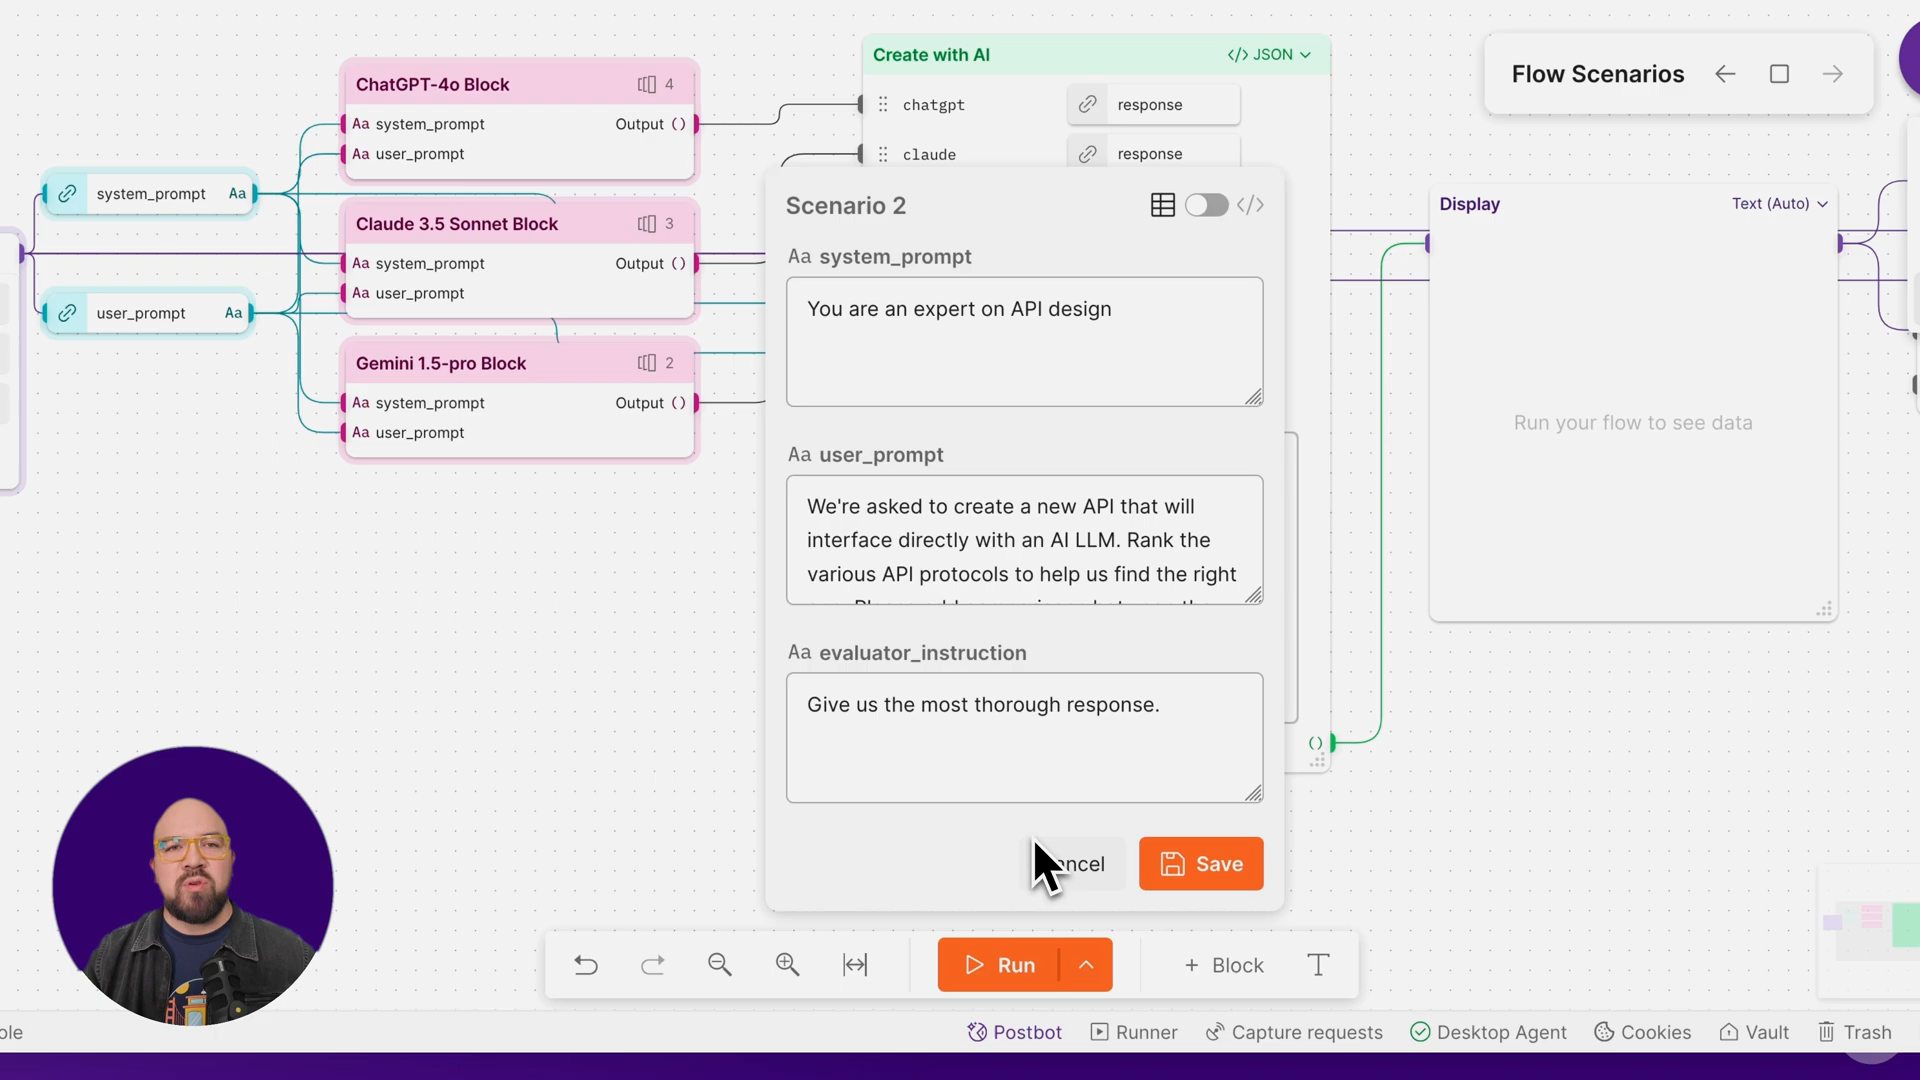 ChatGPT-4o Block 4
Aa system_prompt Output ()
Aa user_prompt
Create with AI </> JSON
chatgpt response
claude response
Flow Scenarios
system_prompt Aa
user_prompt Aa
Claude 3.5 Sonnet Block 3
Aa system_prompt Output ()
Aa user_prompt
Gemini 1.5-pro Block 2
Aa system_prompt Output ()
Aa user_prompt
Scenario 2 </>
Aa system_prompt
You are an expert on API design
Aa user_prompt
We're asked to create a new API that will
interface directly with an AI LLM. Rank the
various API protocols to help us find the right
Aa evaluator_instruction
Give us the most thorough response.
ncel Save
()
Display Text (Auto)
Run your flow to see data
Run + Block T
ole Postbot Runner Capture requests Desktop Agent Cookies Vault Trash